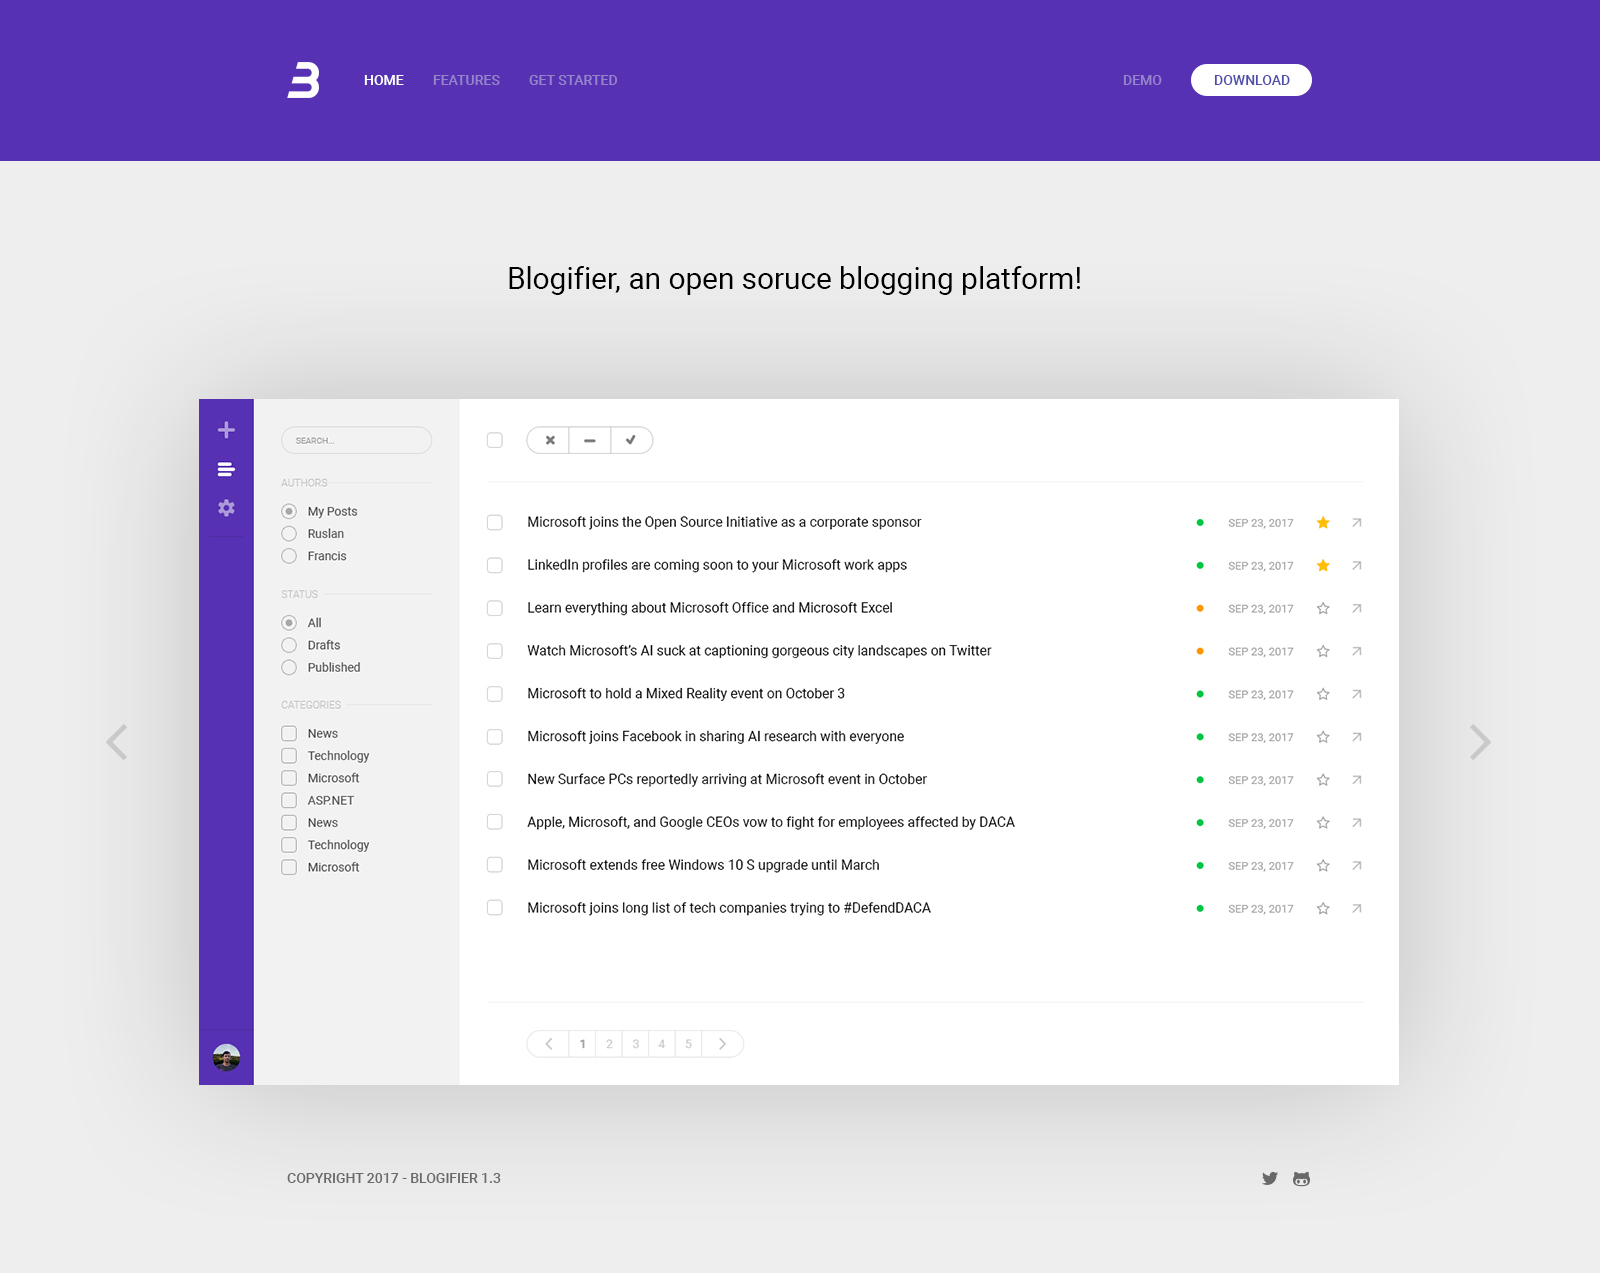 HOME FEATURES GET STARTED DEMO DOWNLOAD
Blogifier, an open soruce blogging platform!
SEARCH...
AUTHORS
My Posts
Ruslan
Francis
STATUS
All
Drafts
Published
CATEGORIES
News
Technology
Microsoft
ASP.NET
News
Technology
Microsoft
Microsoft joins the Open Source Initiative as a corporate sponsor SEP 23, 2017
LinkedIn profiles are coming soon to your Microsoft work apps SEP 23, 2017
Learn everything about Microsoft Office and Microsoft Excel SEP 23, 2017
Watch Microsoft’s AI suck at captioning gorgeous city landscapes on Twitter SEP 23, 2017
Microsoft to hold a Mixed Reality event on October 3 SEP 23, 2017
Microsoft joins Facebook in sharing AI research with everyone SEP 23, 2017
New Surface PCs reportedly arriving at Microsoft event in October SEP 23, 2017
Apple, Microsoft, and Google CEOs vow to fight for employees affected by DACA SEP 23, 2017
Microsoft extends free Windows 10 S upgrade until March SEP 23, 2017
Microsoft joins long list of tech companies trying to #DefendDACA SEP 23, 2017
1 2 3 4 5
COPYRIGHT 2017 - BLOGIFIER 1.3